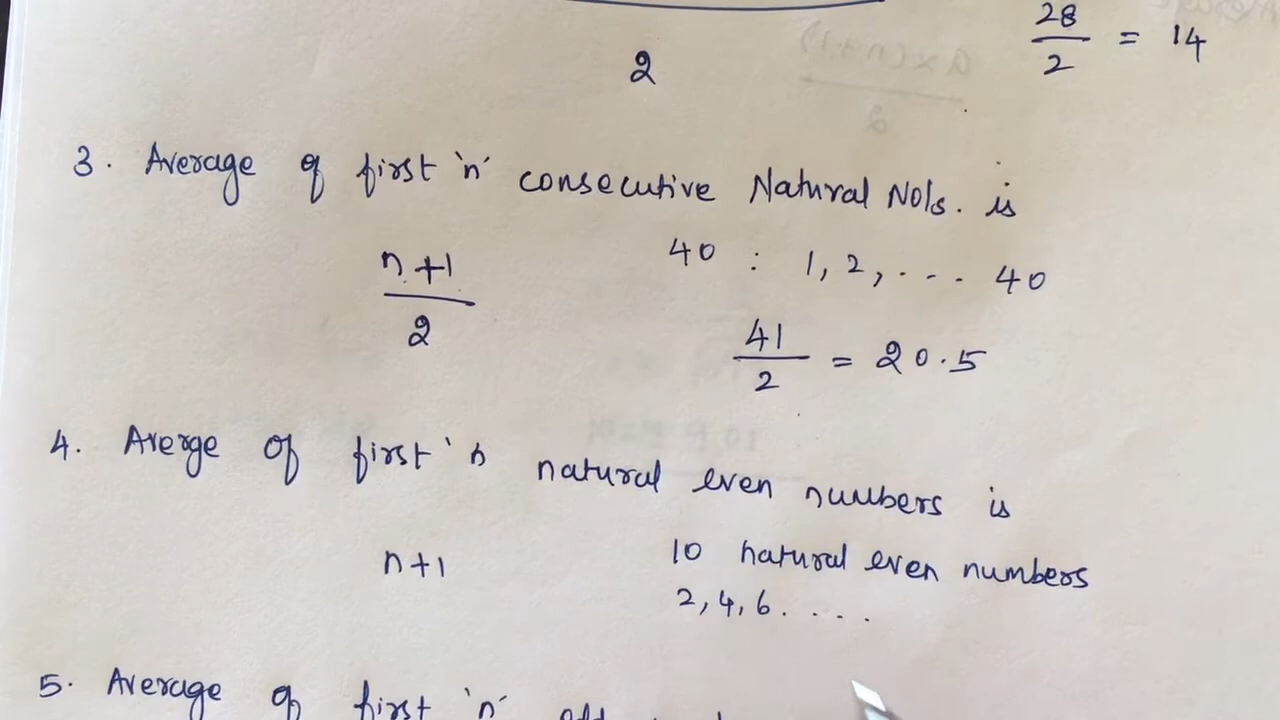 28
2 = 14
2
3. Average of first 'n' consecutive Natural Nols. is
n+1
2
40 : 1, 2, . - - 40
41
2 = 20.5
4. Averge of first 'n natural even numbers is
n+1
10 natural even numbers
2, 4, 6 . . . .
5. Average of first 'n'